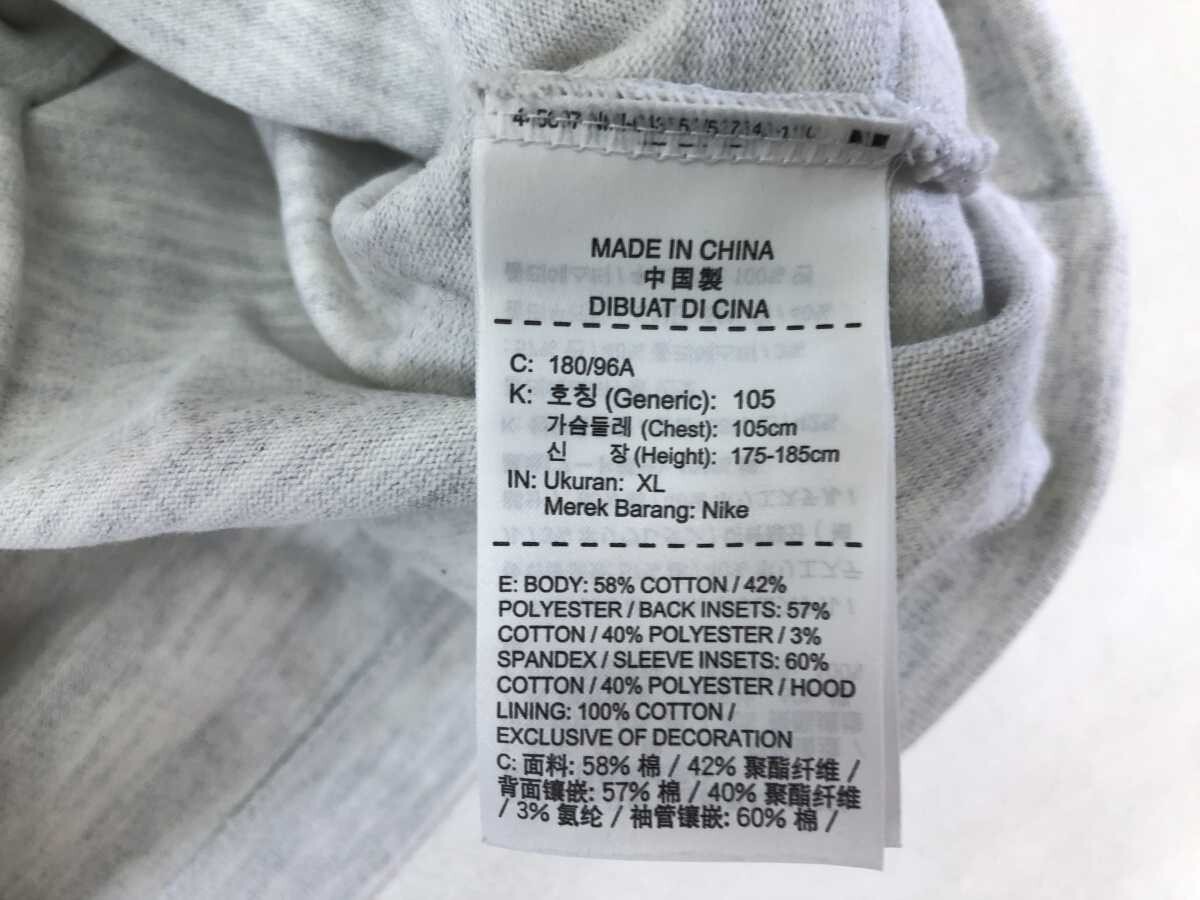 MADE IN CHINA
中国製
DIBUAT DI CINA
C: 180/96A
K: 호칭 (Generic): 105
가슴둘레 (Chest): 105cm
신 장 (Height): 175-185cm
IN: Ukuran: XL
Merek Barang: Nike
E: BODY: 58% COTTON / 42%
POLYESTER / BACK INSETS: 57%
COTTON / 40% POLYESTER / 3%
SPANDEX / SLEEVE INSETS: 60%
COTTON / 40% POLYESTER / HOOD
LINING: 100% COTTON /
EXCLUSIVE OF DECORATION
C: 面料: 58% 棉 / 42% 聚酯纤维 /
背面镶嵌: 57% 棉 / 40% 聚酯纤维
/ 3% 氨纶 / 袖管镶嵌: 60% 棉 /